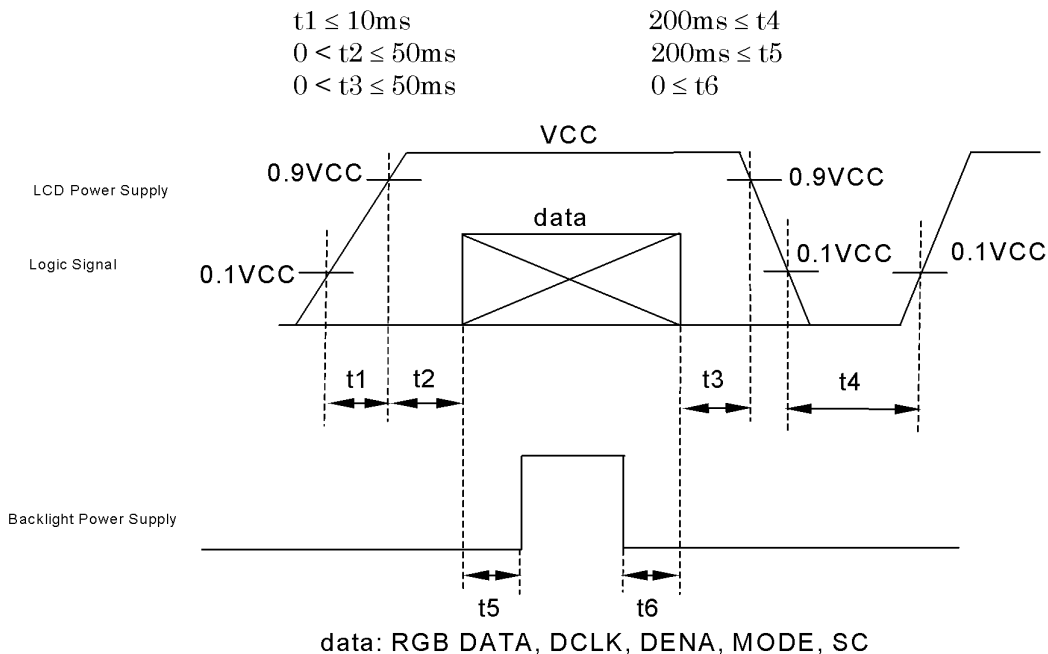 t1 ≤ 10ms 200ms ≤ t4
0 < t2 ≤ 50ms 200ms ≤ t5
0 < t3 ≤ 50ms 0 ≤ t6
VCC
LCD Power Supply
0.9VCC
0.9VCC
data
Logic Signal
0.1VCC
0.1VCC
0.1VCC
t1
t2
t3
t4
Backlight Power Supply
t5
t6
data: RGB DATA, DCLK, DENA, MODE, SC